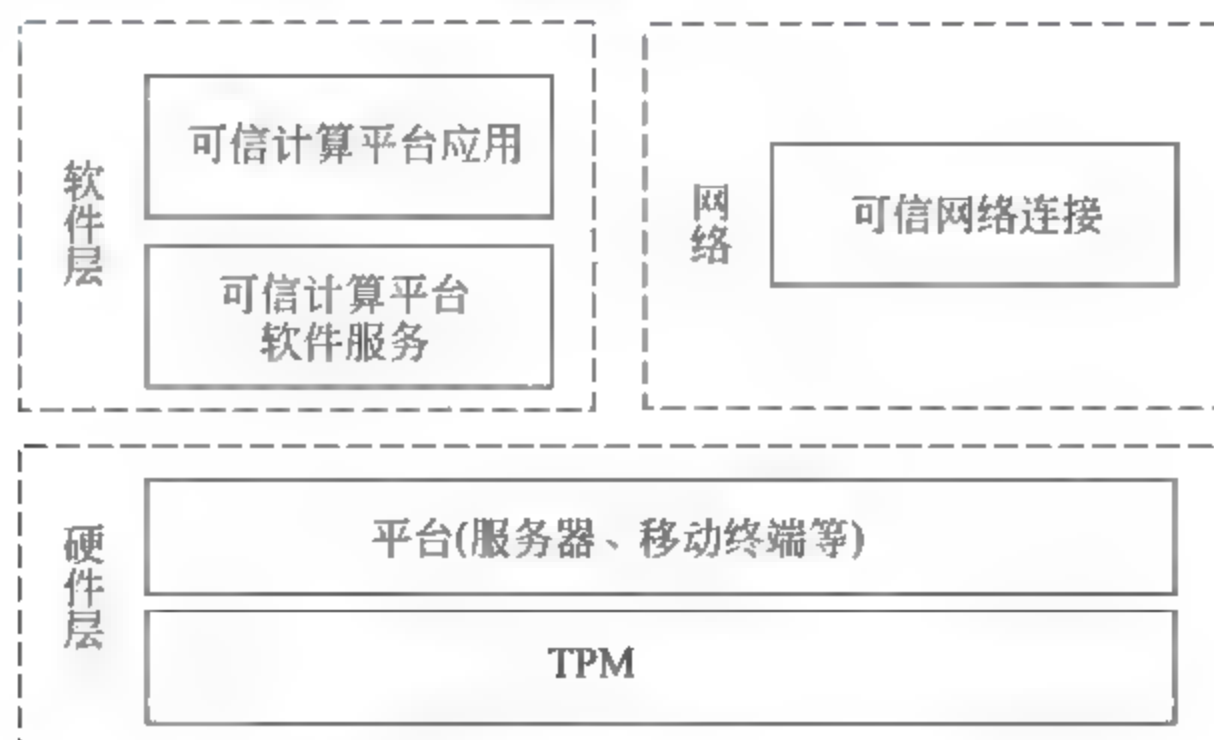 软件层
可信计算平台应用
可信计算平台
软件服务
网络
可信网络连接
硬件层
平台(服务器、移动终端等)
TPM